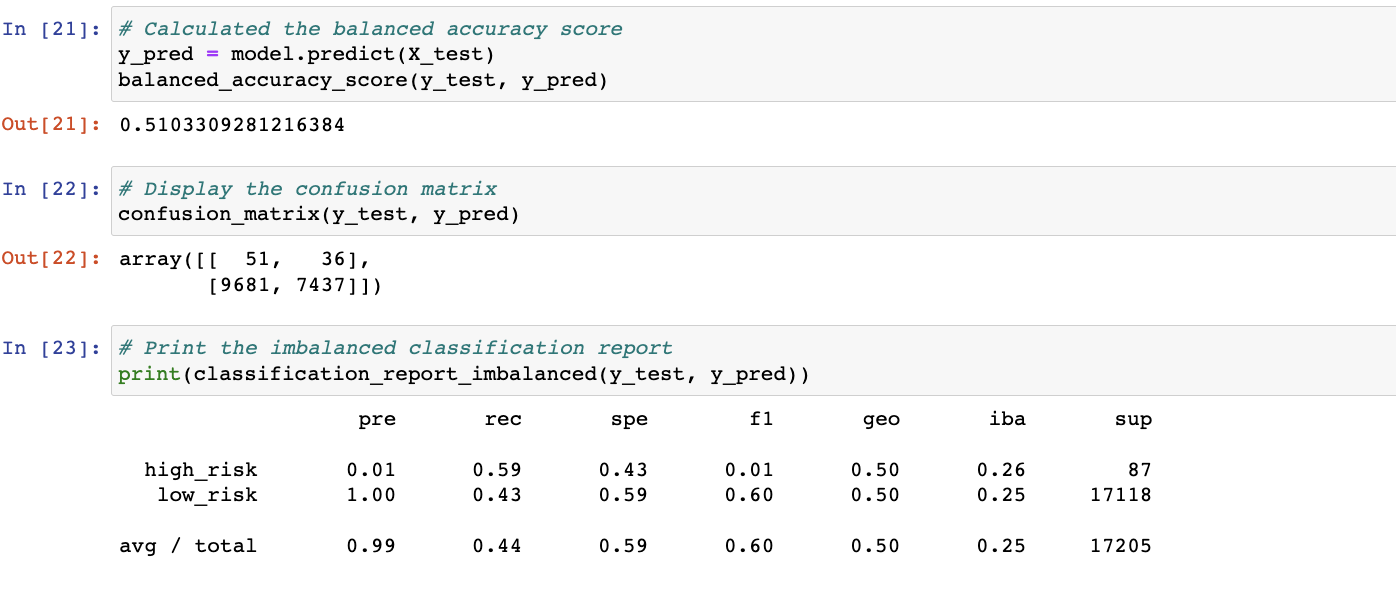 In [21]: # Calculated the balanced accuracy score
y_pred = model.predict(X_test)
balanced_accuracy_score(y_test, y_pred)
Out[21]: 0.5103309281216384
In [22]: # Display the confusion matrix
confusion_matrix(y_test, y_pred)
Out[22]: array([[  51,   36],
       [9681, 7437]])
In [23]: # Print the imbalanced classification report
print(classification_report_imbalanced(y_test, y_pred))
pre rec spe f1 geo iba sup
high_risk 0.01 0.59 0.43 0.01 0.50 0.26 87
low_risk 1.00 0.43 0.59 0.60 0.50 0.25 17118
avg / total 0.99 0.44 0.59 0.60 0.50 0.25 17205